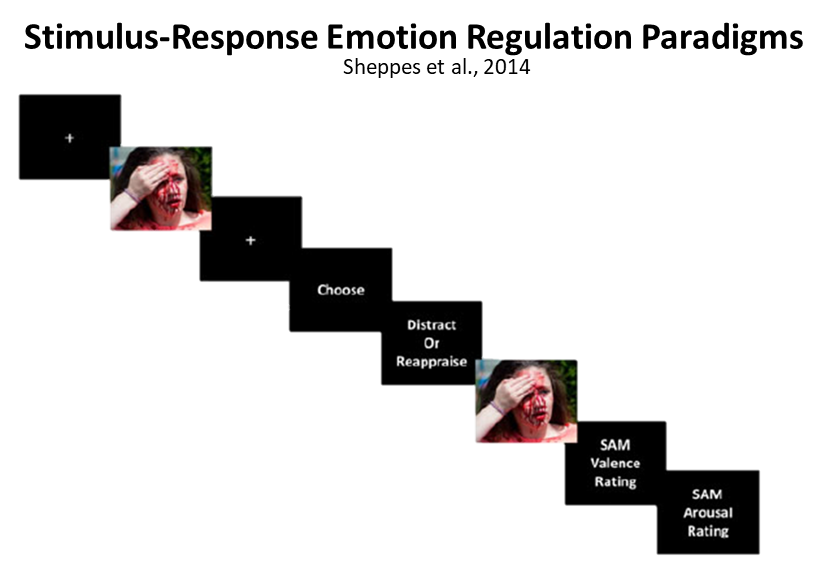 Stimulus-Response Emotion Regulation Paradigms
Sheppes et al., 2014
+
+
Choose
Distract
Or
Reappraise
SAM
Valence
Rating
SAM
Arousal
Rating